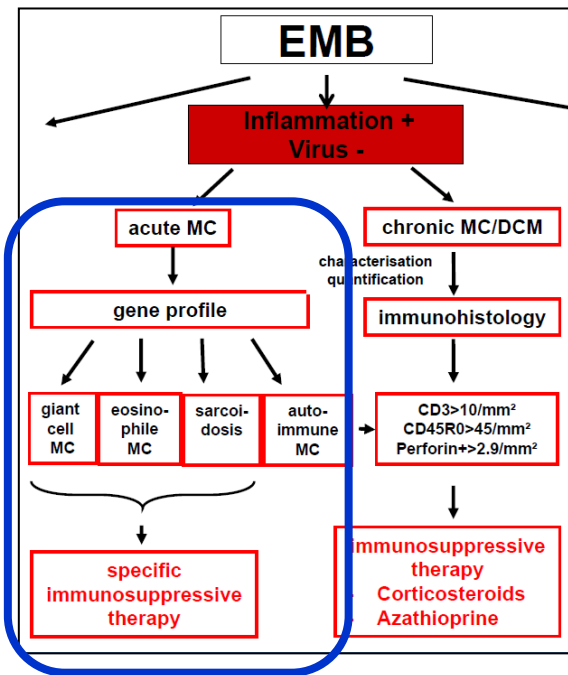 EMB
Inflammation +
Virus -
acute MC
chronic MC/DCM
characterisation
quantification
gene profile
immunohistology
giant
cell
MC
eosino-
phile
MC
sarcoi-
dosis
auto-
immune
MC
CD3>10/mm²
CD45R0>45/mm²
Perforin+>2.9/mm²
specific
immunosuppressive
therapy
immunosuppressive
therapy
Corticosteroids
Azathioprine